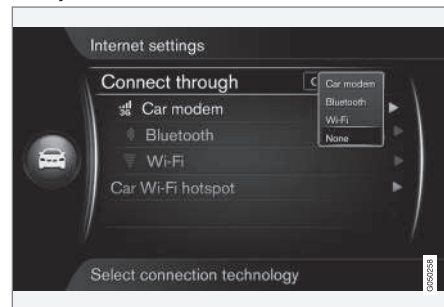 Internet settings
Connect through
C
Car modem
Bluetooth
Wi-Fi
None
3G Car modem
Bluetooth
Wi-Fi
Car Wi-Fi hotspot
Select connection technology
G050258